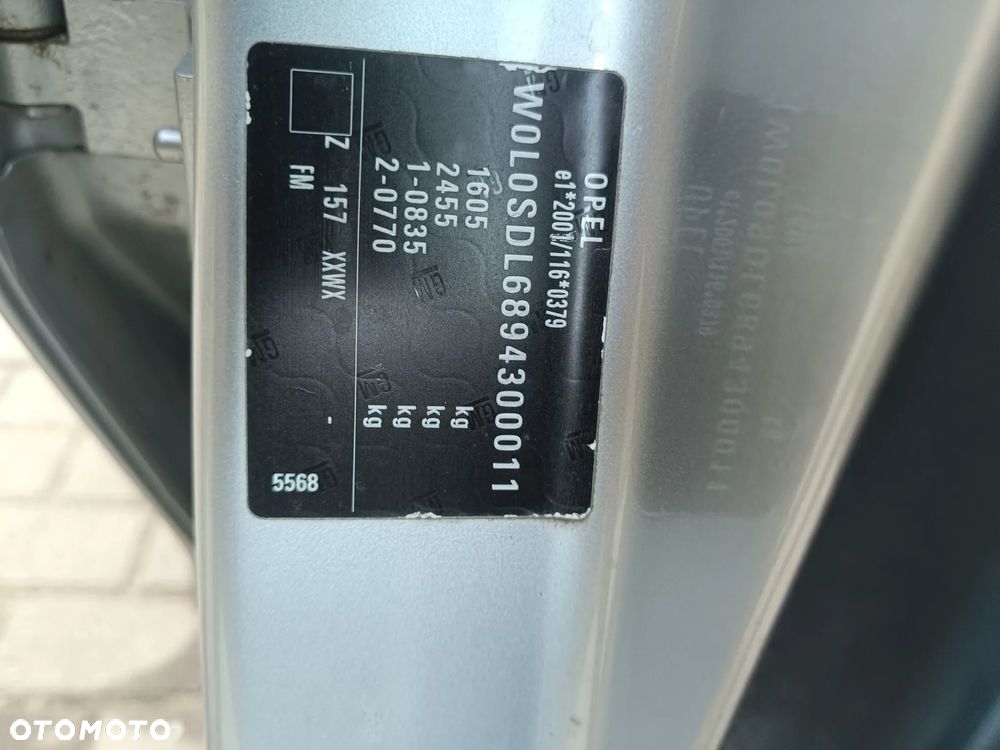 OPEL
e1*2001/116*0379
W0L0SDL6894300011
1605 kg
2455 kg
1-0835 kg
2-0770 kg
Z 157 XXWX -
FM 5568
OTOMOTO